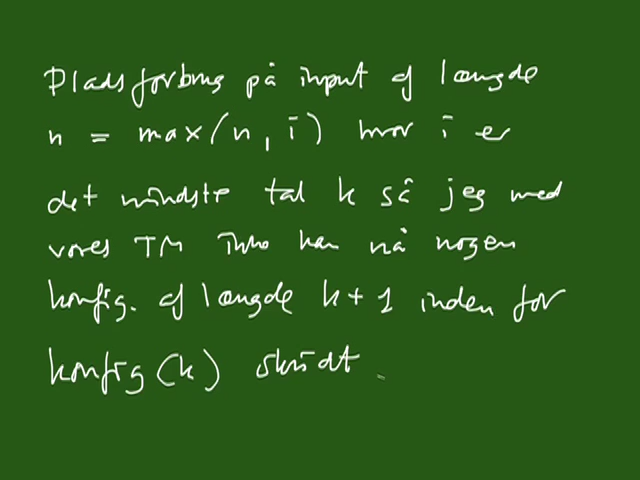 Pladsforbrug på input af længde
n = max(n, i) hvor i er
det mindste tal k så jeg med
vores TM ikke kan nå nogen
konfig. af længde k+1 inden for
konfig(k) skridt.